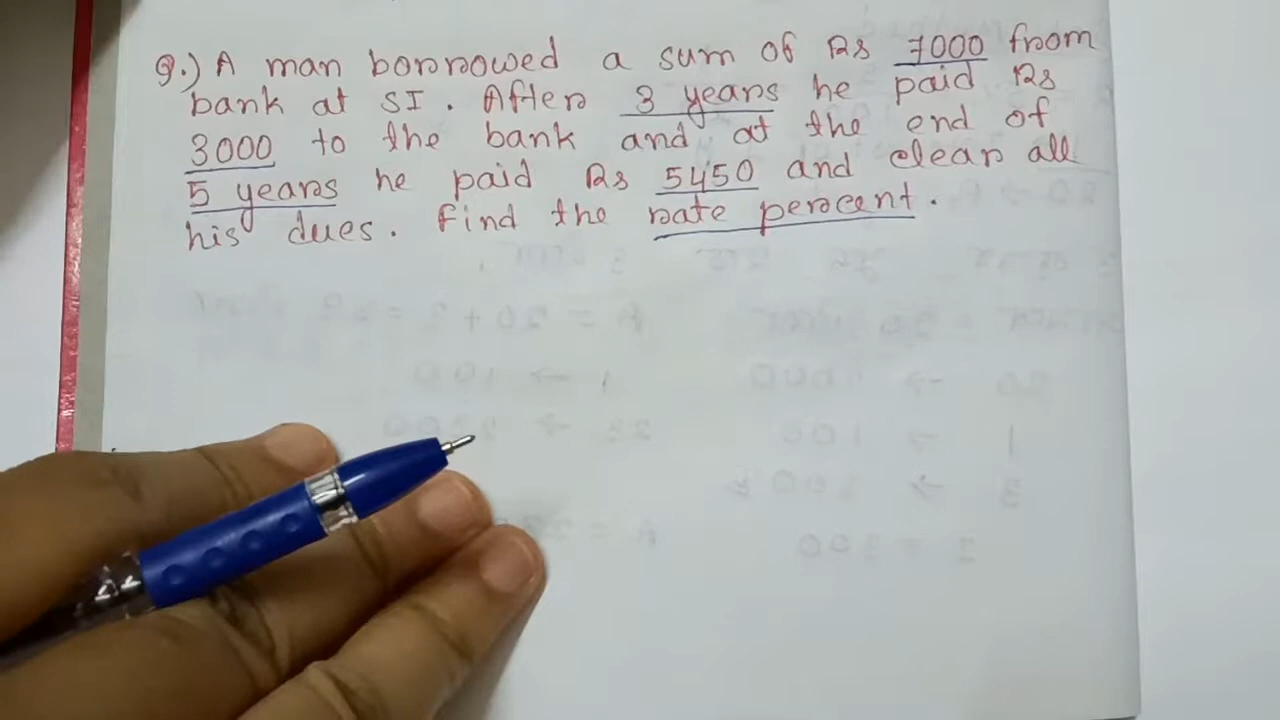 Q.) A man borrowed a sum of Rs 7000 from
bank at SI. After 3 years he paid Rs
3000 to the bank and at the end of
5 years he paid Rs 5450 and clear all
his dues. Find the rate percent.